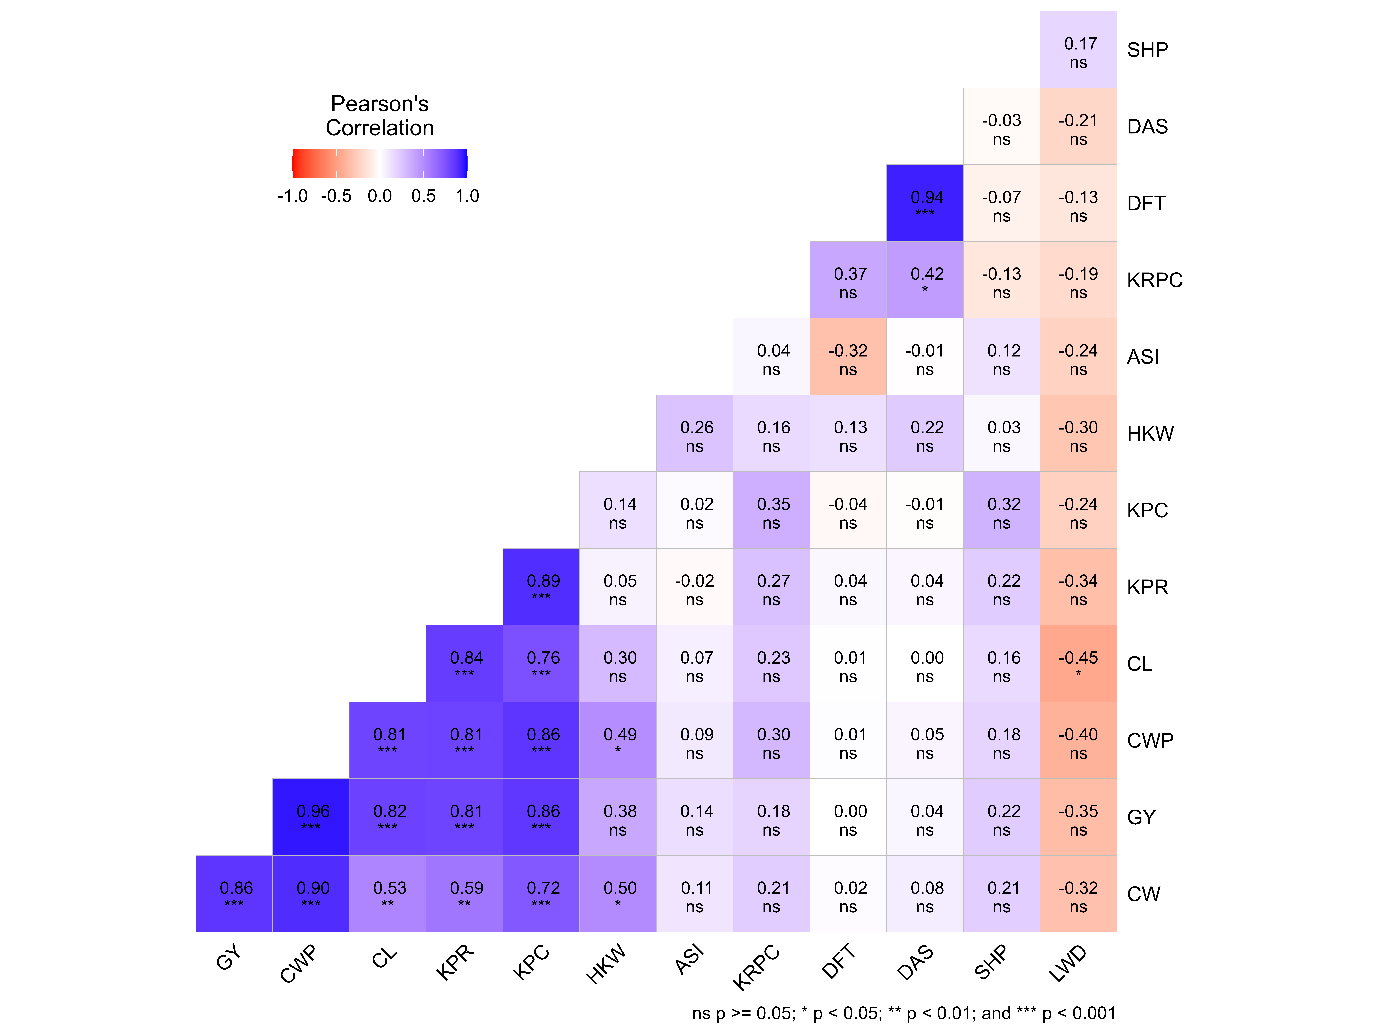 0.17 SHP
ns
Pearson's
Correlation
-1.0 -0.5 0.0 0.5 1.0
-0.03 -0.21 DAS
ns ns
0.94 -0.07 -0.13 DFT
*** ns ns
0.37 0.42 -0.13 -0.19 KRPC
ns * ns ns
0.04 -0.32 -0.01 0.12 -0.24 ASI
ns ns ns ns ns
0.26 0.16 0.13 0.22 0.03 -0.30 HKW
ns ns ns ns ns ns
0.14 0.02 0.35 -0.04 -0.01 0.32 -0.24 KPC
ns ns ns ns ns ns ns
0.89 0.05 -0.02 0.27 0.04 0.04 0.22 -0.34 KPR
*** ns ns ns ns ns ns ns
0.84 0.76 0.30 0.07 0.23 0.01 0.00 0.16 -0.45 CL
*** *** ns ns ns ns ns ns *
0.81 0.81 0.86 0.49 0.09 0.30 0.01 0.05 0.18 -0.40 CWP
*** *** *** * ns ns ns ns ns ns
0.96 0.82 0.81 0.86 0.38 0.14 0.18 0.00 0.04 0.22 -0.35 GY
*** *** *** *** ns ns ns ns ns ns ns
0.86 0.90 0.53 0.59 0.72 0.50 0.11 0.21 0.02 0.08 0.21 -0.32 CW
*** *** ** ** *** * ns ns ns ns ns ns
GY CWP CL KPR KPC HKW ASI KRPC DFT DAS SHP LWD
ns p >= 0.05; * p < 0.05; ** p < 0.01; and *** p < 0.001